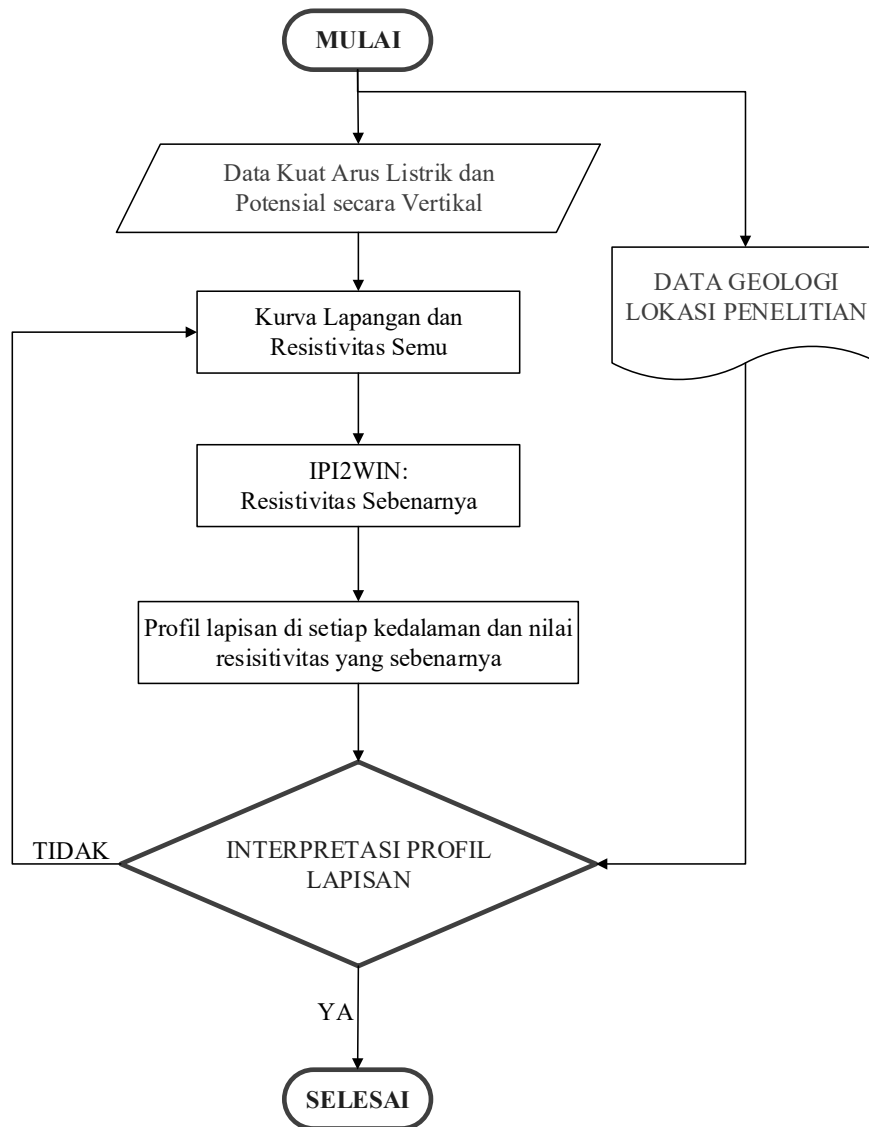 MULAI
Data Kuat Arus Listrik dan
Potensial secara Vertikal
DATA GEOLOGI
LOKASI PENELITIAN
Kurva Lapangan dan
Resistivitas Semu
IPI2WIN:
Resistivitas Sebenarnya
Profil lapisan di setiap kedalaman dan nilai
resisitivitas yang sebenarnya
INTERPRETASI PROFIL
LAPISAN
TIDAK
YA
SELESAI